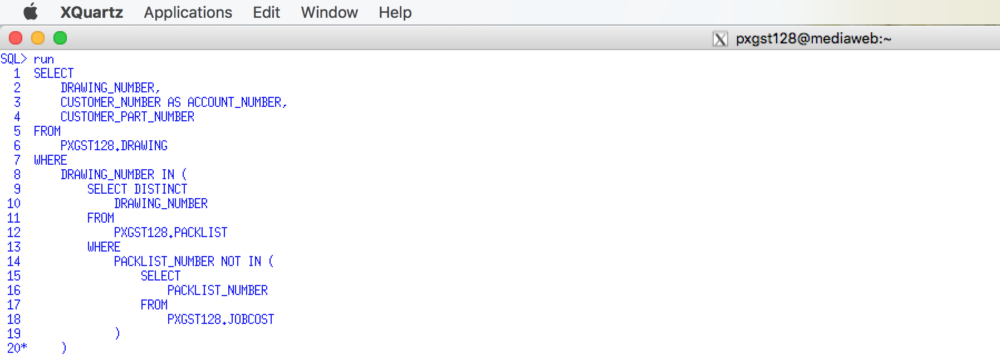 XQuartz Applications Edit Window Help
pxgst128@mediaweb:~
SQL> run
  1  SELECT
  2      DRAWING_NUMBER,
  3      CUSTOMER_NUMBER AS ACCOUNT_NUMBER,
  4      CUSTOMER_PART_NUMBER
  5  FROM
  6      PXGST128.DRAWING
  7  WHERE
  8      DRAWING_NUMBER IN (
  9          SELECT DISTINCT
 10              DRAWING_NUMBER
 11          FROM
 12              PXGST128.PACKLIST
 13          WHERE
 14              PACKLIST_NUMBER NOT IN (
 15                  SELECT
 16                      PACKLIST_NUMBER
 17                  FROM
 18                      PXGST128.JOBCOST
 19              )
 20*     )